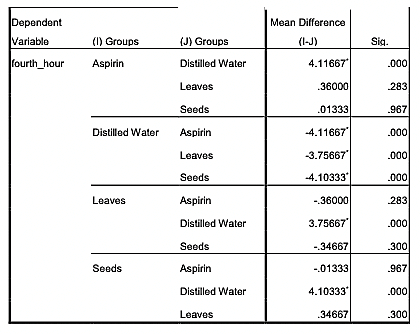 Dependent Mean Difference
Variable (I) Groups (J) Groups (I-J) Sig.
fourth_hour Aspirin Distilled Water 4.11667* .000
Leaves .36000 .283
Seeds .01333 .967
Distilled Water Aspirin -4.11667* .000
Leaves -3.75667* .000
Seeds -4.10333* .000
Leaves Aspirin -.36000 .283
Distilled Water 3.75667* .000
Seeds -.34667 .300
Seeds Aspirin -.01333 .967
Distilled Water 4.10333* .000
Leaves .34667 .300